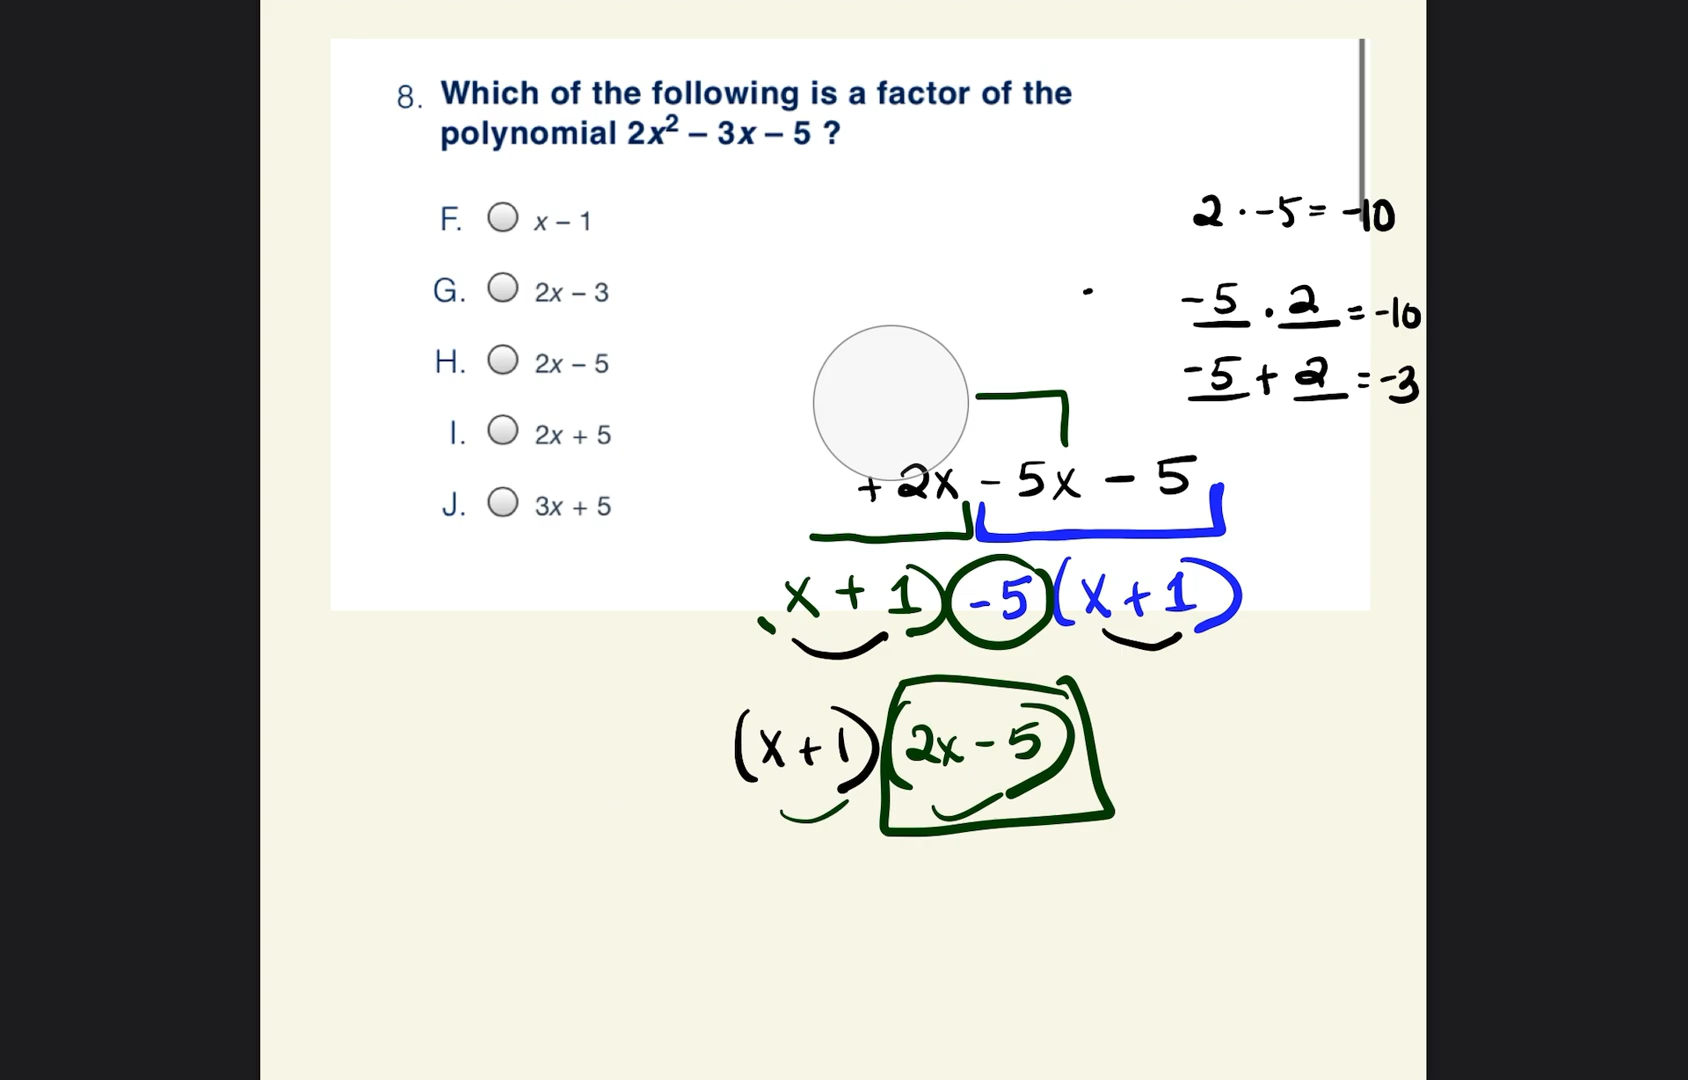 8. Which of the following is a factor of the
polynomial 2x² – 3x – 5 ?
F. x – 1
G. 2x – 3
H. 2x – 5
I. 2x + 5
J. 3x + 5
2 · -5 = -10
-5 · 2 = -10
-5 + 2 = -3
+ 2x - 5x - 5
x + 1) -5 (x + 1)
(x + 1)(2x - 5)